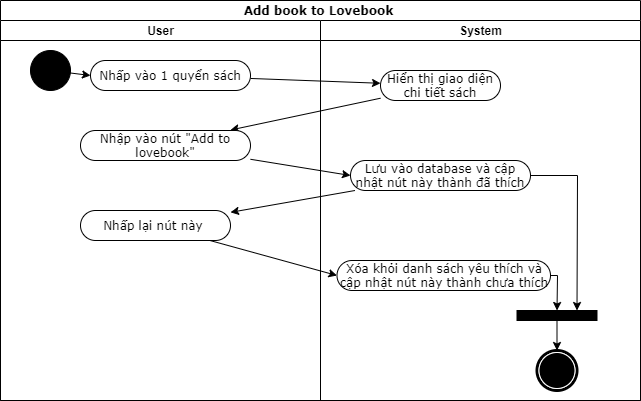 Add book to Lovebook
User
System
Nhấp vào 1 quyển sách
Hiển thị giao diện
chi tiết sách
Nhập vào nút "Add to
lovebook"
Lưu vào database và cập
nhật nút này thành đã thích
Nhấp lại nút này
Xóa khỏi danh sách yêu thích và
cập nhật nút này thành chưa thích